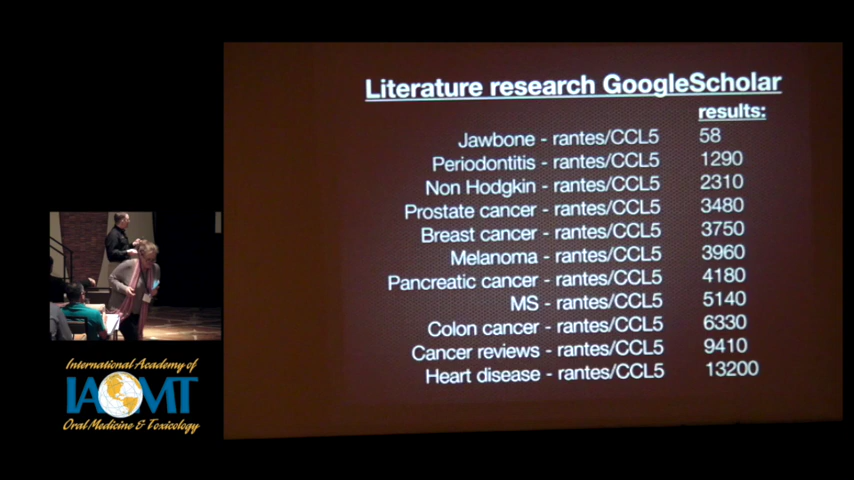 Literature research GoogleScholar
results:
Jawbone - rantes/CCL5 58
Periodontitis - rantes/CCL5 1290
Non Hodgkin - rantes/CCL5 2310
Prostate cancer - rantes/CCL5 3480
Breast cancer - rantes/CCL5 3750
Melanoma - rantes/CCL5 3960
Pancreatic cancer - rantes/CCL5 4180
MS - rantes/CCL5 5140
Colon cancer - rantes/CCL5 6330
Cancer reviews - rantes/CCL5 9410
Heart disease - rantes/CCL5 13200
International Academy of
IAOMT
Oral Medicine & Toxicology